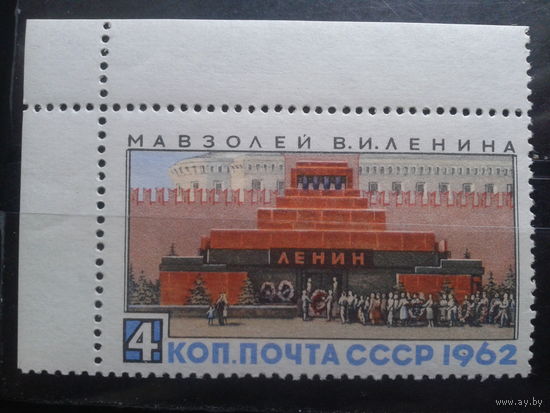 МАВЗОЛЕЙ В.И.ЛЕНИНА
ЛЕНИН
4 КОП.ПОЧТА СССР 1962
www.ay.by